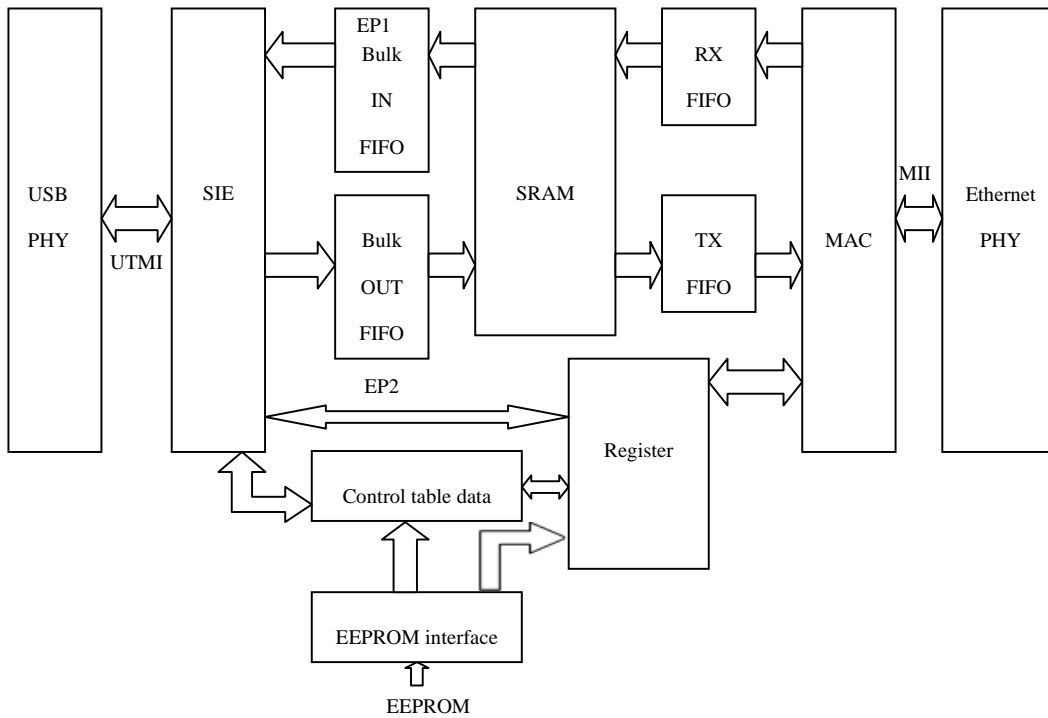 EP1
Bulk
IN
FIFO
RX
FIFO
USB
PHY
UTMI
SIE
SRAM
MAC
MII
Ethernet
PHY
Bulk
OUT
FIFO
TX
FIFO
EP2
Register
Control table data
EEPROM interface
EEPROM